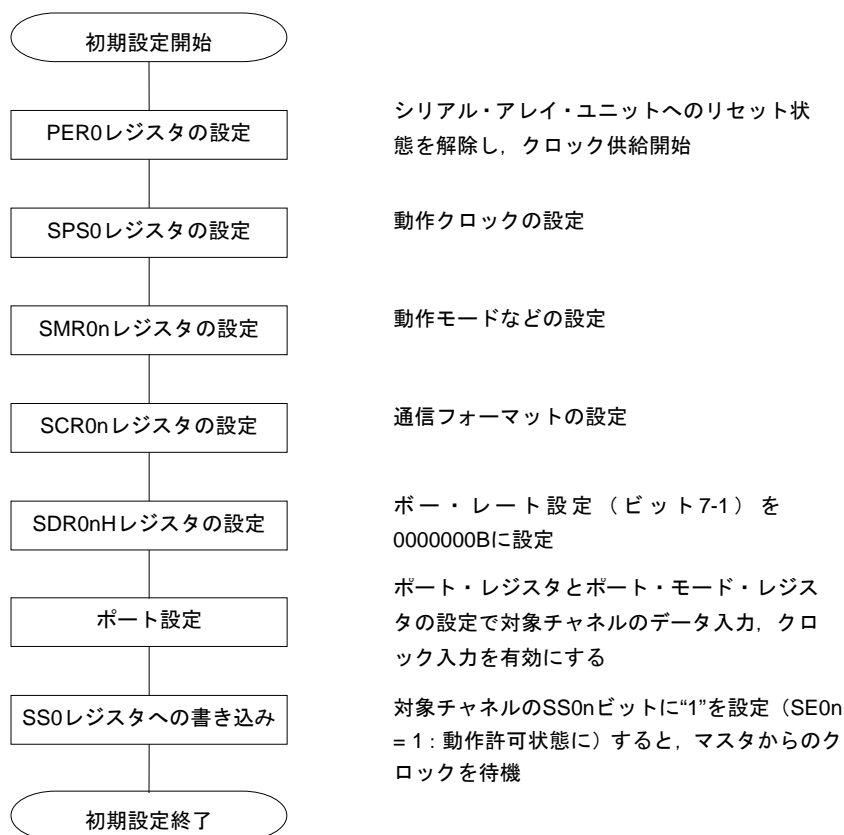 初期設定開始
PER0レジスタの設定
シリアル・アレイ・ユニットへのリセット状
態を解除し，クロック供給開始
SPS0レジスタの設定
動作クロックの設定
SMR0nレジスタの設定
動作モードなどの設定
SCR0nレジスタの設定
通信フォーマットの設定
SDR0nHレジスタの設定
ボー・レート設定（ビット7-1）を
0000000Bに設定
ポート設定
ポート・レジスタとポート・モード・レジス
タの設定で対象チャネルのデータ入力，クロ
ック入力を有効にする
SS0レジスタへの書き込み
対象チャネルのSS0nビットに“1”を設定（SE0n
= 1：動作許可状態に）すると，マスタからのク
ロックを待機
初期設定終了